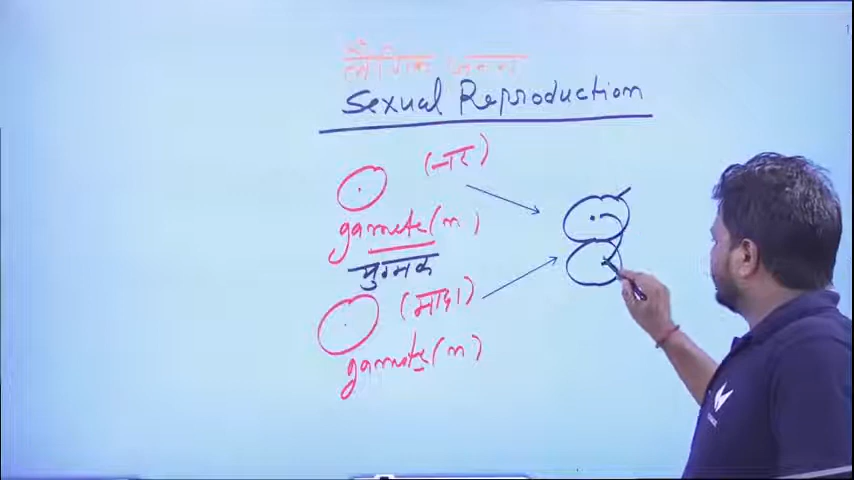 लैंगिक जनन
Sexual Reproduction
(नर)
gamete(n)
युग्मक
(मादा)
gamete(n)